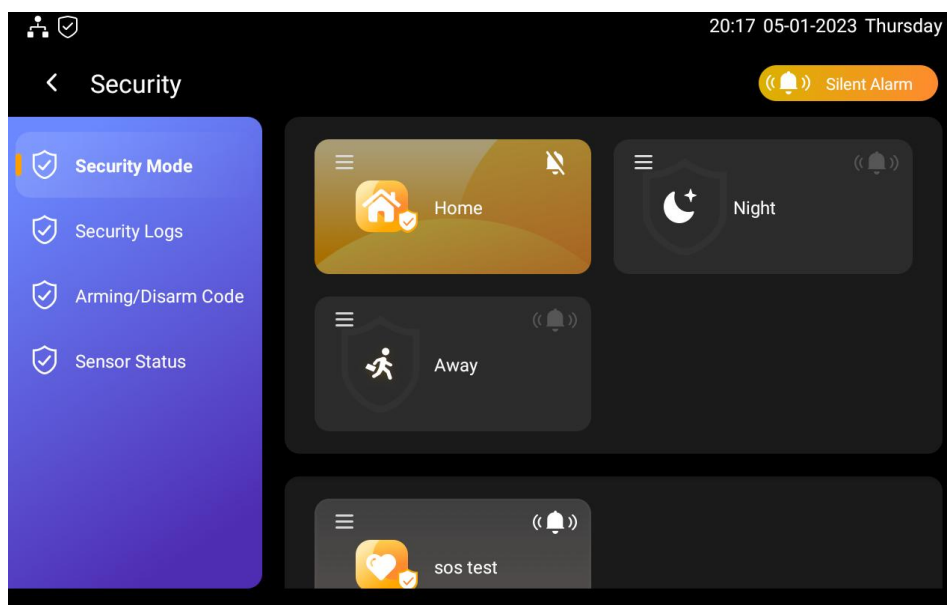 20:17 05-01-2023 Thursday
Security
Silent Alarm
Security Mode
Security Logs
Arming/Disarm Code
Sensor Status
Home
Night
Away
sos test